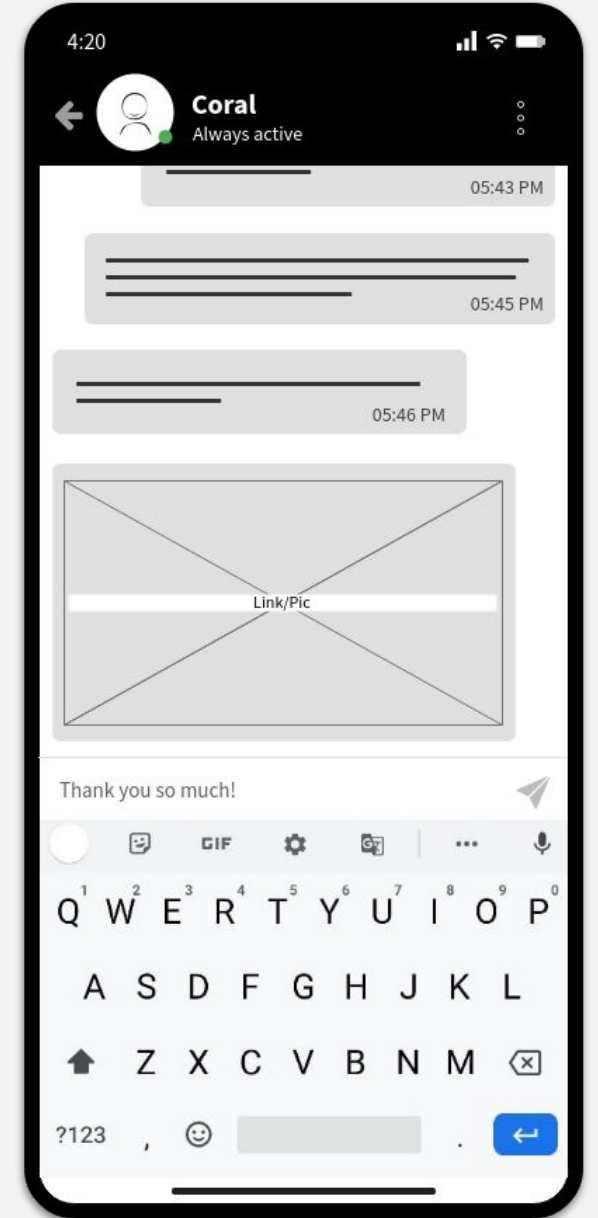 4:20
Coral
Always active
05:43 PM
05:45 PM
05:46 PM
Link/Pic
Thank you so much!
GIF
1 2 3 4 5 6 7 8 9 0
Q W E R T Y U I O P
A S D F G H J K L
Z X C V B N M
?123 , .